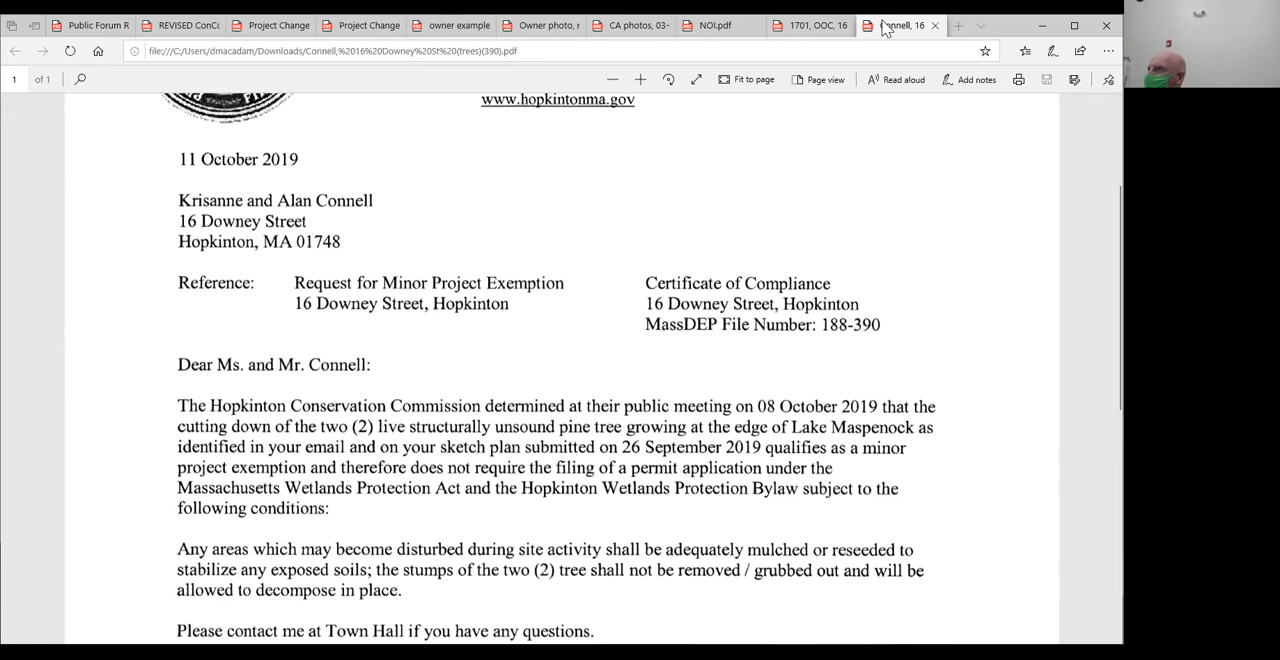 Public Forum R
REVISED ConCo
Project Change
Project Change
owner example
Owner photo, r
CA photos, 03-
NOI.pdf
1701, OOC, 16
Connell, 16
file:///C:/Users/dmacadam/Downloads/Connell,%2016%20Downey%20St%20(trees)(390).pdf
1 of 1
Fit to page
Page view
Read aloud
Add notes
www.hopkintonma.gov
11 October 2019
Krisanne and Alan Connell
16 Downey Street
Hopkinton, MA 01748
Reference: Request for Minor Project Exemption Certificate of Compliance
16 Downey Street, Hopkinton 16 Downey Street, Hopkinton
MassDEP File Number: 188-390
Dear Ms. and Mr. Connell:
The Hopkinton Conservation Commission determined at their public meeting on 08 October 2019 that the
cutting down of the two (2) live structurally unsound pine tree growing at the edge of Lake Maspenock as
identified in your email and on your sketch plan submitted on 26 September 2019 qualifies as a minor
project exemption and therefore does not require the filing of a permit application under the
Massachusetts Wetlands Protection Act and the Hopkinton Wetlands Protection Bylaw subject to the
following conditions:
Any areas which may become disturbed during site activity shall be adequately mulched or reseeded to
stabilize any exposed soils; the stumps of the two (2) tree shall not be removed / grubbed out and will be
allowed to decompose in place.
Please contact me at Town Hall if you have any questions.